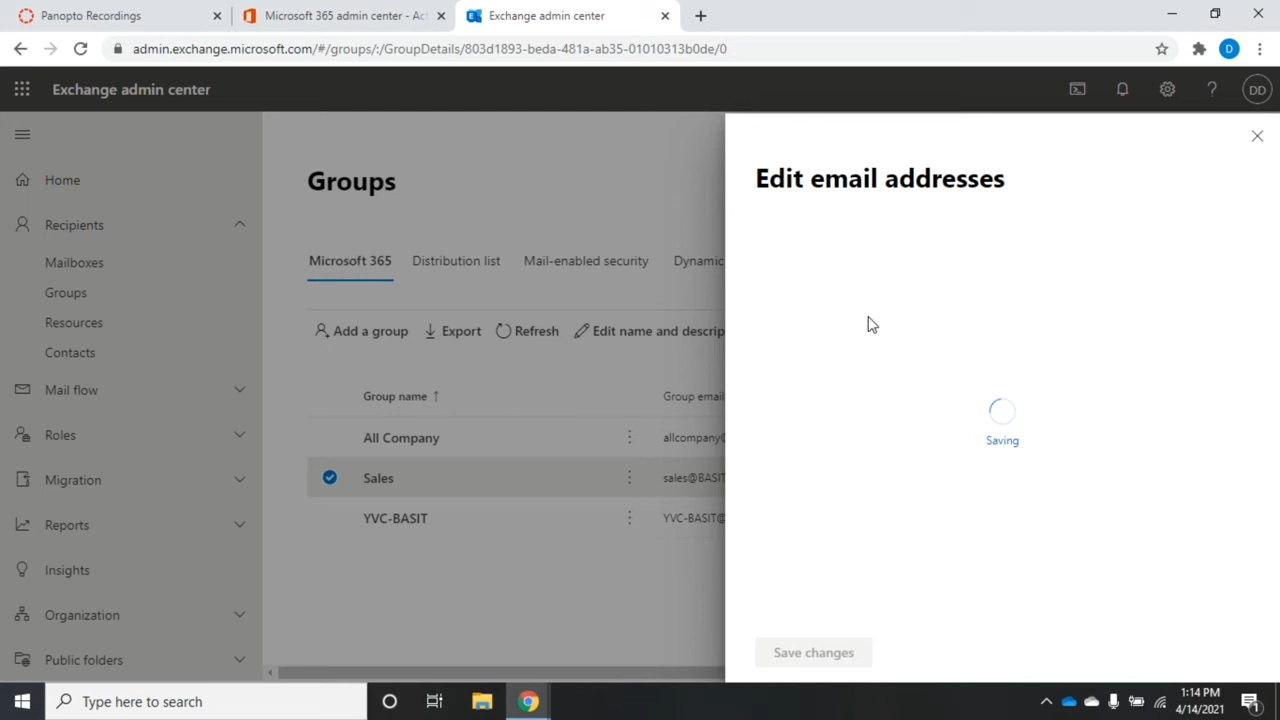 Panopto Recordings
Microsoft 365 admin center - Act
Exchange admin center
admin.exchange.microsoft.com/#/groups/:/GroupDetails/803d1893-beda-481a-ab35-01010313b0de/0
D
Exchange admin center
DD
Home
Recipients
Mailboxes
Groups
Resources
Contacts
Mail flow
Roles
Migration
Reports
Insights
Organization
Public folders
Groups
Microsoft 365 Distribution list Mail-enabled security Dynamic
Add a group Export Refresh Edit name and descrip
Group name Group email
All Company allcompany@
Sales sales@BASIT
YVC-BASIT YVC-BASIT@
Edit email addresses
Saving
Save changes
Type here to search
1:14 PM
4/14/2021
1